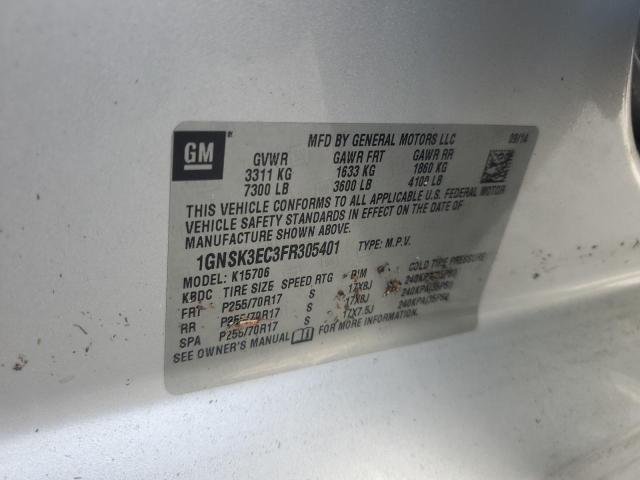 GM
MFD BY GENERAL MOTORS LLC 09/14
GVWR GAWR FRT GAWR RR
3311 KG 1633 KG 1860 KG
7300 LB 3600 LB 4100 LB
THIS VEHICLE CONFORMS TO ALL APPLICABLE U.S. FEDERAL MOTOR
VEHICLE SAFETY STANDARDS IN EFFECT ON THE DATE OF
MANUFACTURE SHOWN ABOVE.
1GNSK3EC3FR305401 TYPE: M.P.V.
MODEL: K15706
KBDC TIRE SIZE SPEED RTG RIM COLD TIRE PRESSURE
FRT P255/70R17 S 17X8J 240KPA(35PSI)
RR P255/70R17 S 17X8J 240KPA(35PSI)
SPA P255/70R17 S 17X7.5J 240KPA(35PSI)
SEE OWNER'S MANUAL FOR ADDITIONAL INFORMATION